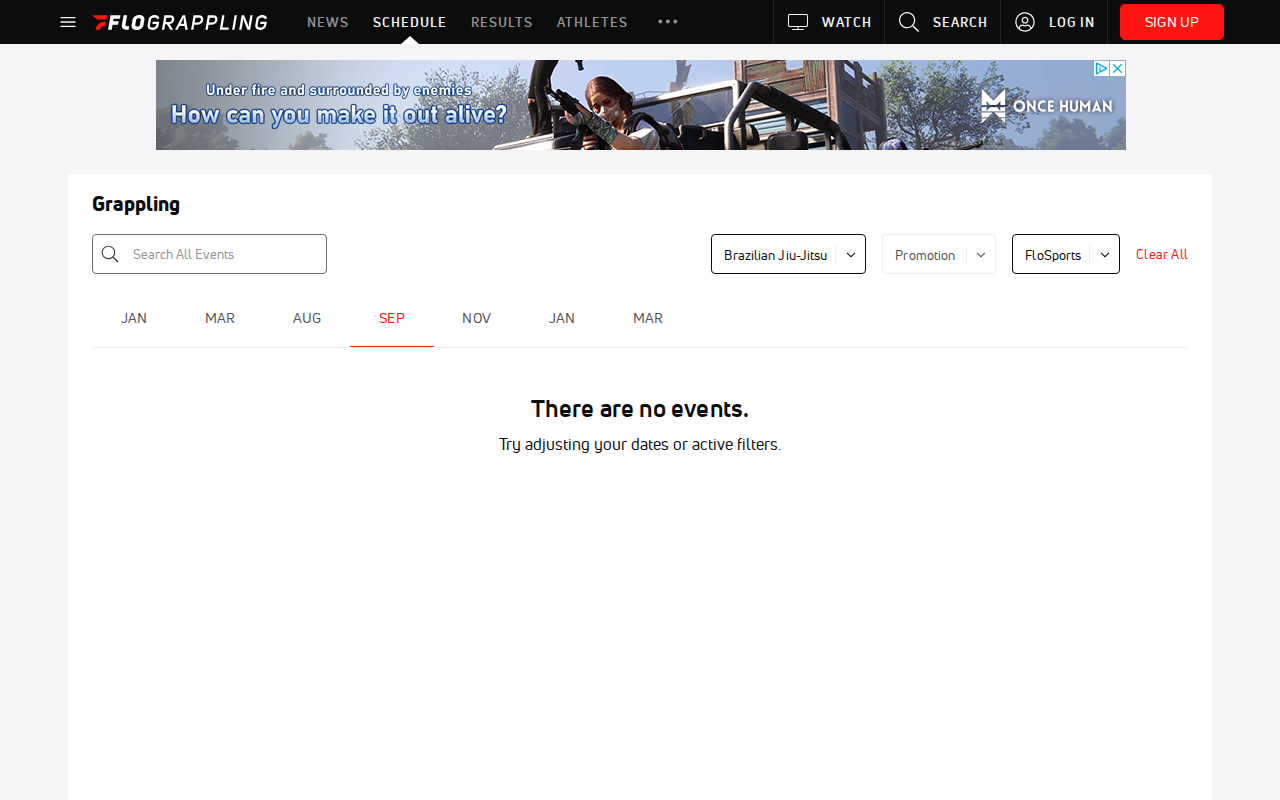 FLOGRAPPLING
NEWS
SCHEDULE
RESULTS
ATHLETES
WATCH
SEARCH
LOG IN
SIGN UP
Under fire and surrounded by enemies
How can you make it out alive?
ONCE HUMAN
Grappling
Search All Events
Brazilian Jiu-Jitsu
Promotion
FloSports
Clear All
JAN
MAR
AUG
SEP
NOV
JAN
MAR
There are no events.
Try adjusting your dates or active filters.